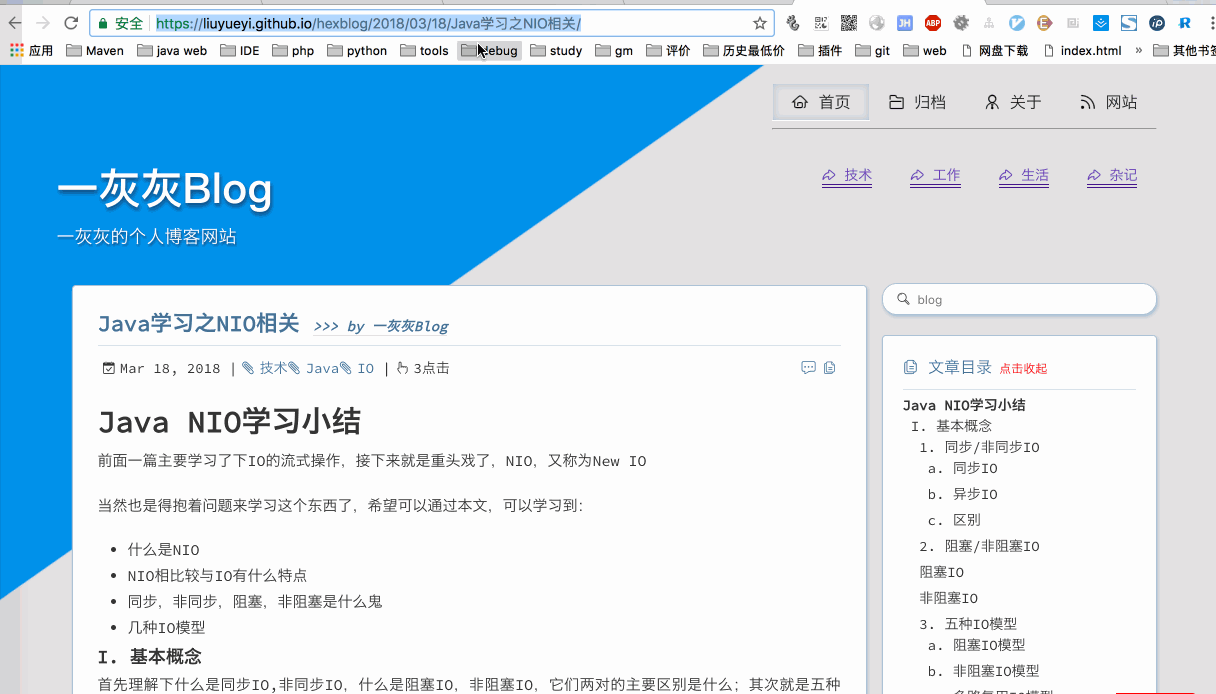 安全 https://liuyueyi.github.io/hexblog/2018/03/18/Java学习之NIO相关/
JH ABP
应用 Maven java web IDE php python tools debug study gm 评价 历史最低价 插件 git web 网盘下载 index.html » 其他书签
首页 归档 关于 网站
一灰灰Blog
一灰灰的个人博客网站
技术 工作 生活 杂记
Java学习之NIO相关 >>> by 一灰灰Blog
blog
Mar 18, 2018 | 技术 Java IO | 3点击
文章目录 点击收起
Java NIO学习小结
前面一篇主要学习了下IO的流式操作，接下来就是重头戏了，NIO，又称为New IO
当然也是得抱着问题来学习这个东西了，希望可以通过本文，可以学习到：
• 什么是NIO
• NIO相比较与IO有什么特点
• 同步，非同步，阻塞，非阻塞是什么鬼
• 几种IO模型
I. 基本概念
首先理解下什么是同步IO,非同步IO，什么是阻塞IO，非阻塞IO，它们两对的主要区别是什么；其次就是五种
Java NIO学习小结
I. 基本概念
1. 同步/非同步IO
a. 同步IO
b. 异步IO
c. 区别
2. 阻塞/非阻塞IO
阻塞IO
非阻塞IO
3. 五种IO模型
a. 阻塞IO模型
b. 非阻塞IO模型